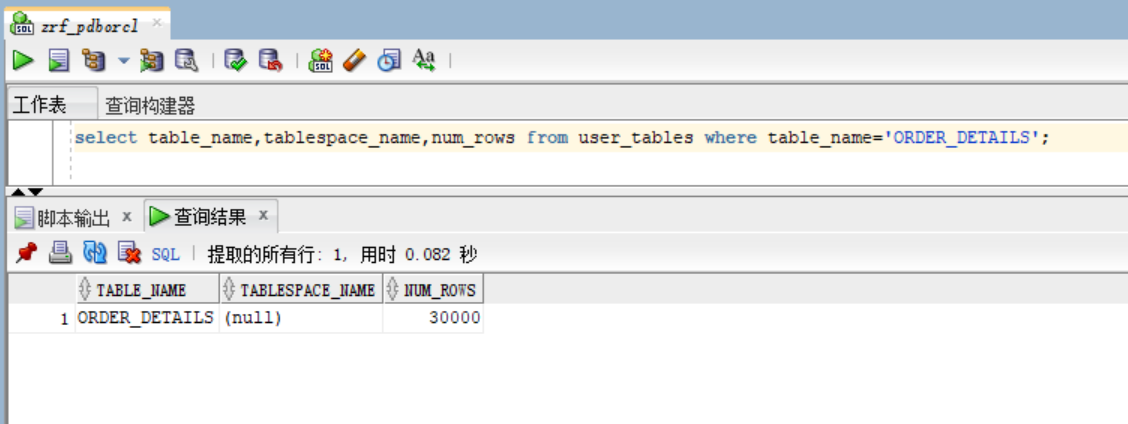 zrf_pdborcl
工作表 查询构建器
select table_name,tablespace_name,num_rows from user_tables where table_name='ORDER_DETAILS';
脚本输出 x 查询结果 x
SQL 提取的所有行: 1, 用时 0.082 秒
TABLE_NAME TABLESPACE_NAME NUM_ROWS
1 ORDER_DETAILS (null) 30000